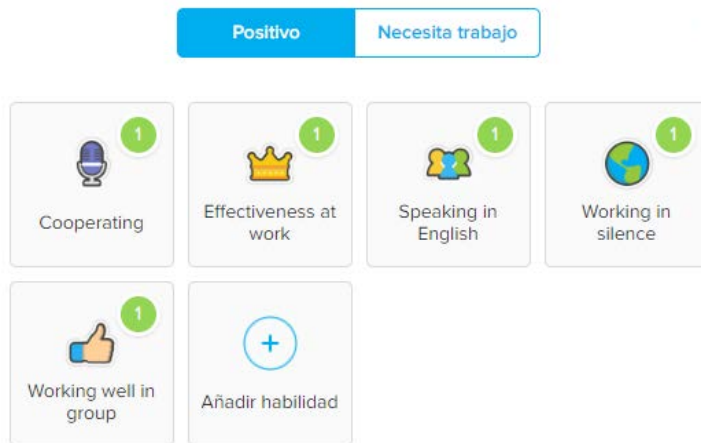 Positivo
Necesita trabajo
1
Cooperating
1
Effectiveness at
work
1
Speaking in
English
1
Working in
silence
1
Working well in
group
+
Añadir habilidad